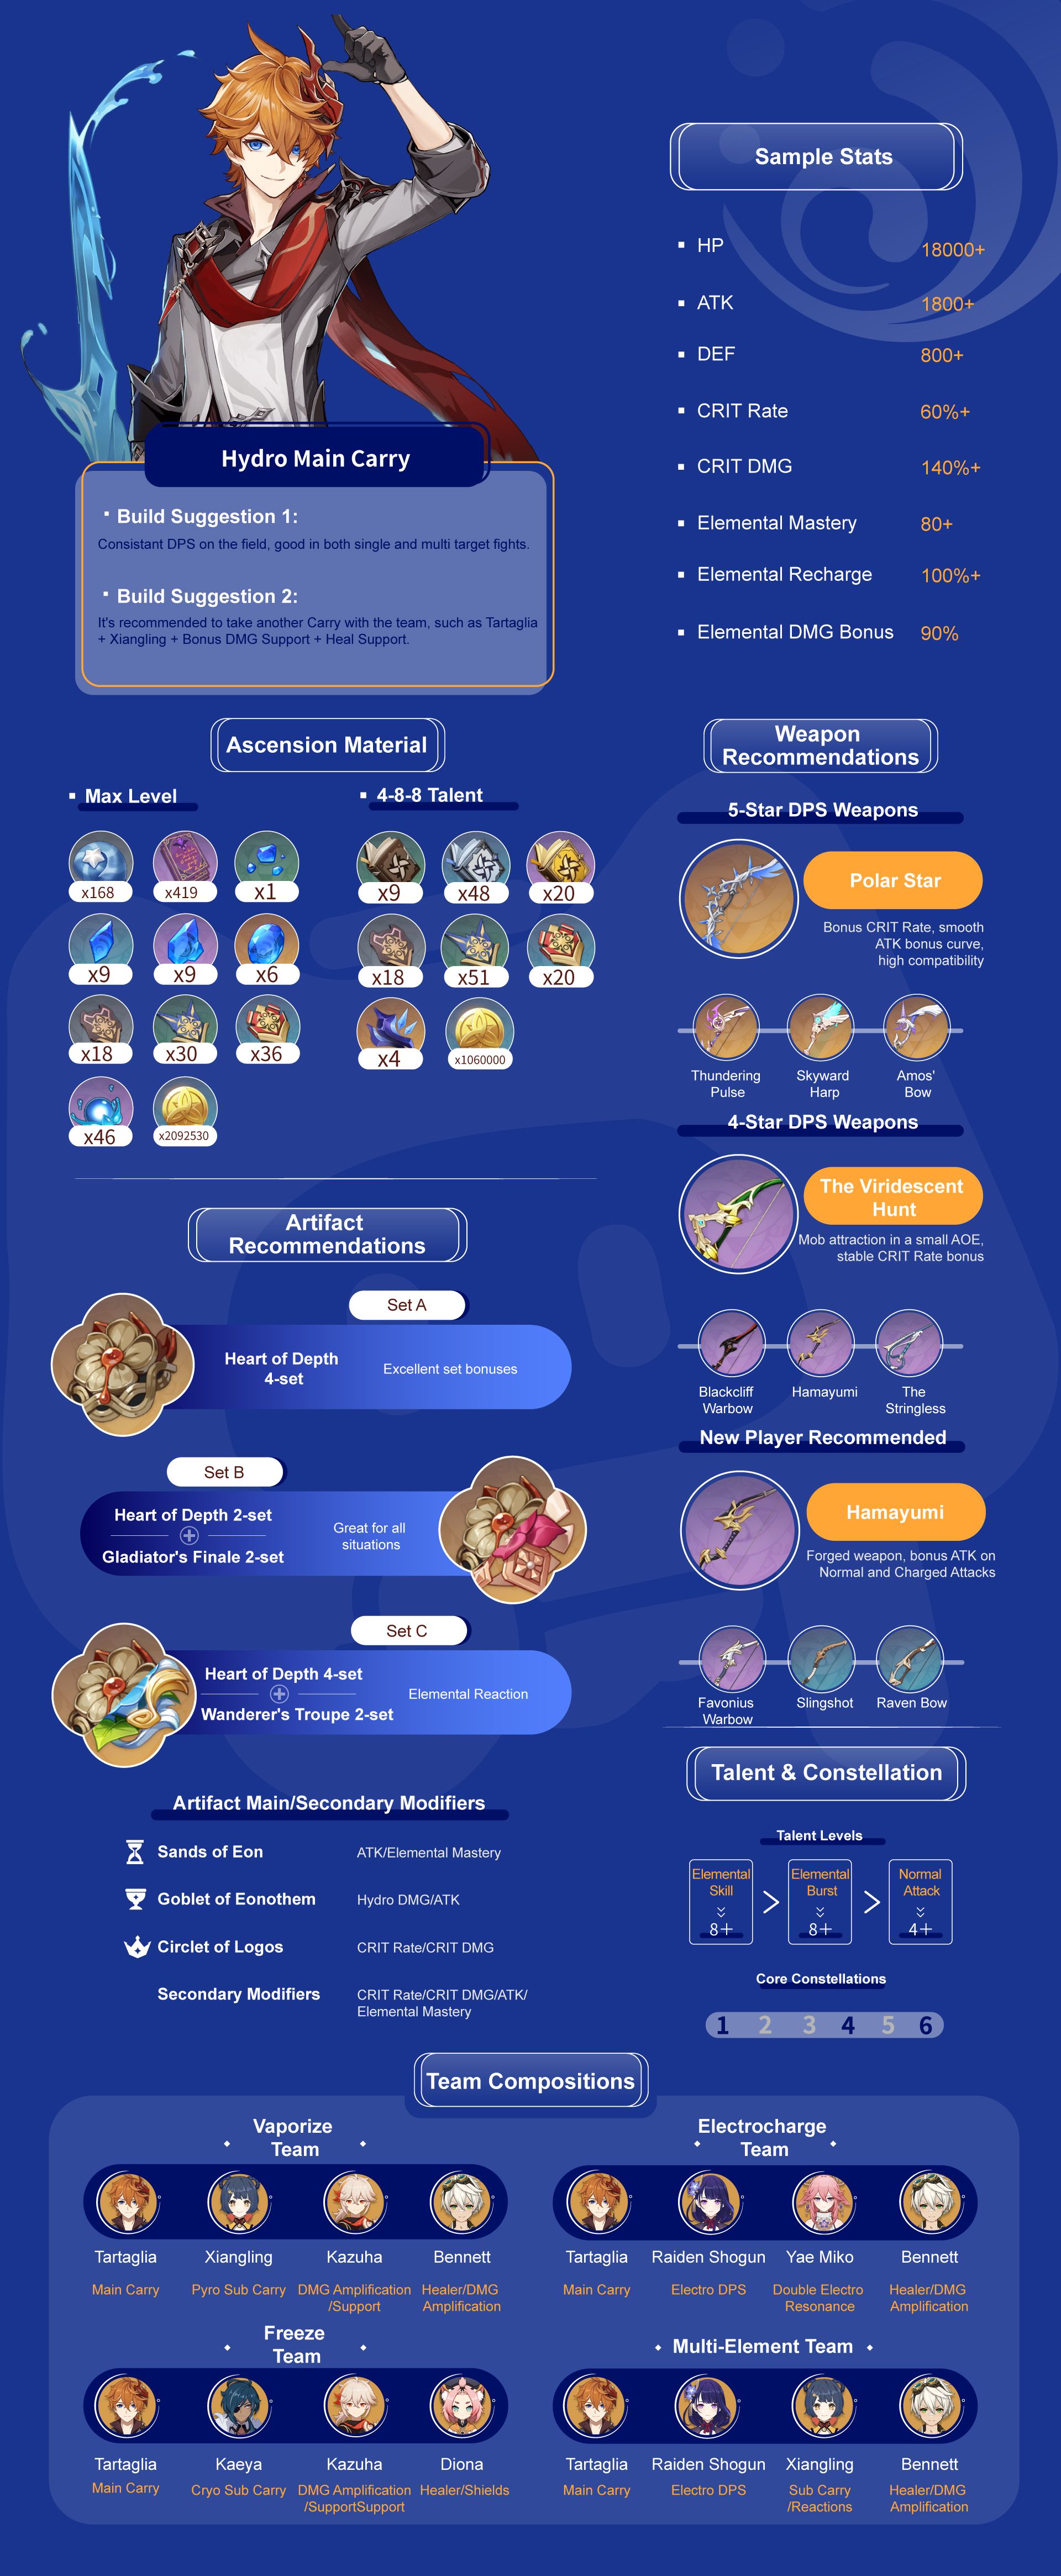 Sample Stats
HP 18000+
ATK 1800+
DEF 800+
CRIT Rate 60%+
CRIT DMG 140%+
Elemental Mastery 80+
Elemental Recharge 100%+
Elemental DMG Bonus 90%
Hydro Main Carry
Build Suggestion 1:
Consistant DPS on the field, good in both single and multi target fights.
Build Suggestion 2:
It's recommended to take another Carry with the team, such as Tartaglia
+ Xiangling + Bonus DMG Support + Heal Support.
Ascension Material
Max Level
x168 x419 x1
x9 x9 x6
x18 x30 x36
x46 x2092530
4-8-8 Talent
x9 x48 x20
x18 x51 x20
x4 x1060000
Weapon
Recommendations
5-Star DPS Weapons
Polar Star
Bonus CRIT Rate, smooth
ATK bonus curve,
high compatibility
Thundering
Pulse
Skyward
Harp
Amos'
Bow
4-Star DPS Weapons
The Viridescent
Hunt
Mob attraction in a small AOE,
stable CRIT Rate bonus
Blackcliff
Warbow
Hamayumi
The
Stringless
New Player Recommended
Hamayumi
Forged weapon, bonus ATK on
Normal and Charged Attacks
Favonius
Warbow
Slingshot
Raven Bow
Artifact
Recommendations
Set A
Heart of Depth
4-set
Excellent set bonuses
Set B
Heart of Depth 2-set
Gladiator's Finale 2-set
Great for all
situations
Set C
Heart of Depth 4-set
Wanderer's Troupe 2-set
Elemental Reaction
Artifact Main/Secondary Modifiers
Sands of Eon ATK/Elemental Mastery
Goblet of Eonothem Hydro DMG/ATK
Circlet of Logos CRIT Rate/CRIT DMG
Secondary Modifiers CRIT Rate/CRIT DMG/ATK/
Elemental Mastery
Talent & Constellation
Talent Levels
Elemental
Skill
8+
>
Elemental
Burst
8+
>
Normal
Attack
4+
Core Constellations
1 2 3 4 5 6
Team Compositions
Vaporize
Team
Tartaglia Xiangling Kazuha Bennett
Main Carry
Pyro Sub Carry
DMG Amplification
/Support
Healer/DMG
Amplification
Electrocharge
Team
Tartaglia Raiden Shogun Yae Miko Bennett
Main Carry
Electro DPS
Double Electro
Resonance
Healer/DMG
Amplification
Freeze
Team
Tartaglia Kaeya Kazuha Diona
Main Carry
Cryo Sub Carry
DMG Amplification
/SupportSupport
Healer/Shields
Multi-Element Team
Tartaglia Raiden Shogun Xiangling Bennett
Main Carry
Electro DPS
Sub Carry
/Reactions
Healer/DMG
Amplification